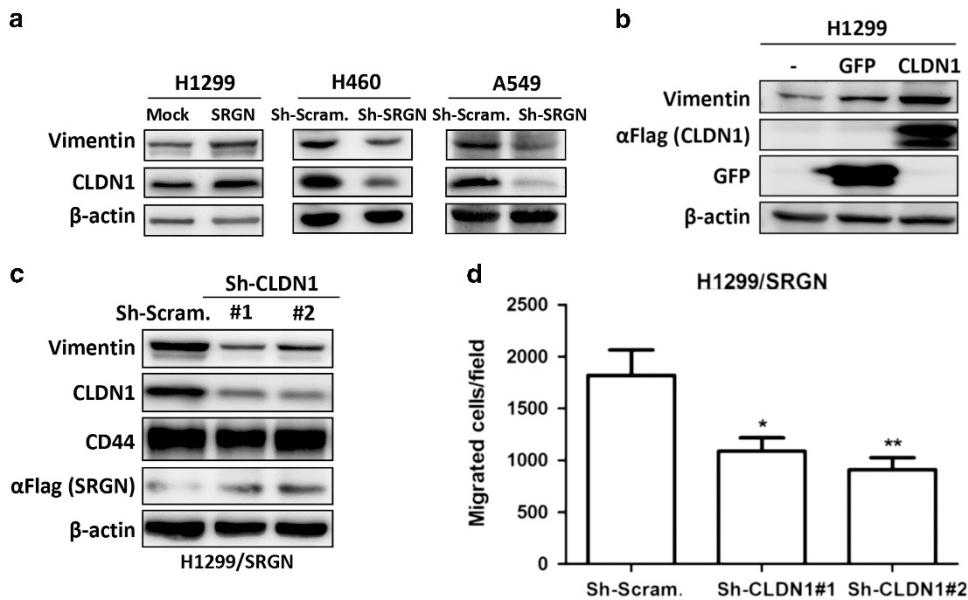 a
H1299 H460 A549
Mock SRGN Sh-Scram. Sh-SRGN Sh-Scram. Sh-SRGN
Vimentin
CLDN1
β-actin
b
H1299
- GFP CLDN1
Vimentin
αFlag (CLDN1)
GFP
β-actin
c
Sh-CLDN1
Sh-Scram. #1 #2
Vimentin
CLDN1
CD44
αFlag (SRGN)
β-actin
H1299/SRGN
d
H1299/SRGN
Migrated cells/field
2500
2000
1500
1000
500
0
*
**
Sh-Scram. Sh-CLDN1#1 Sh-CLDN1#2